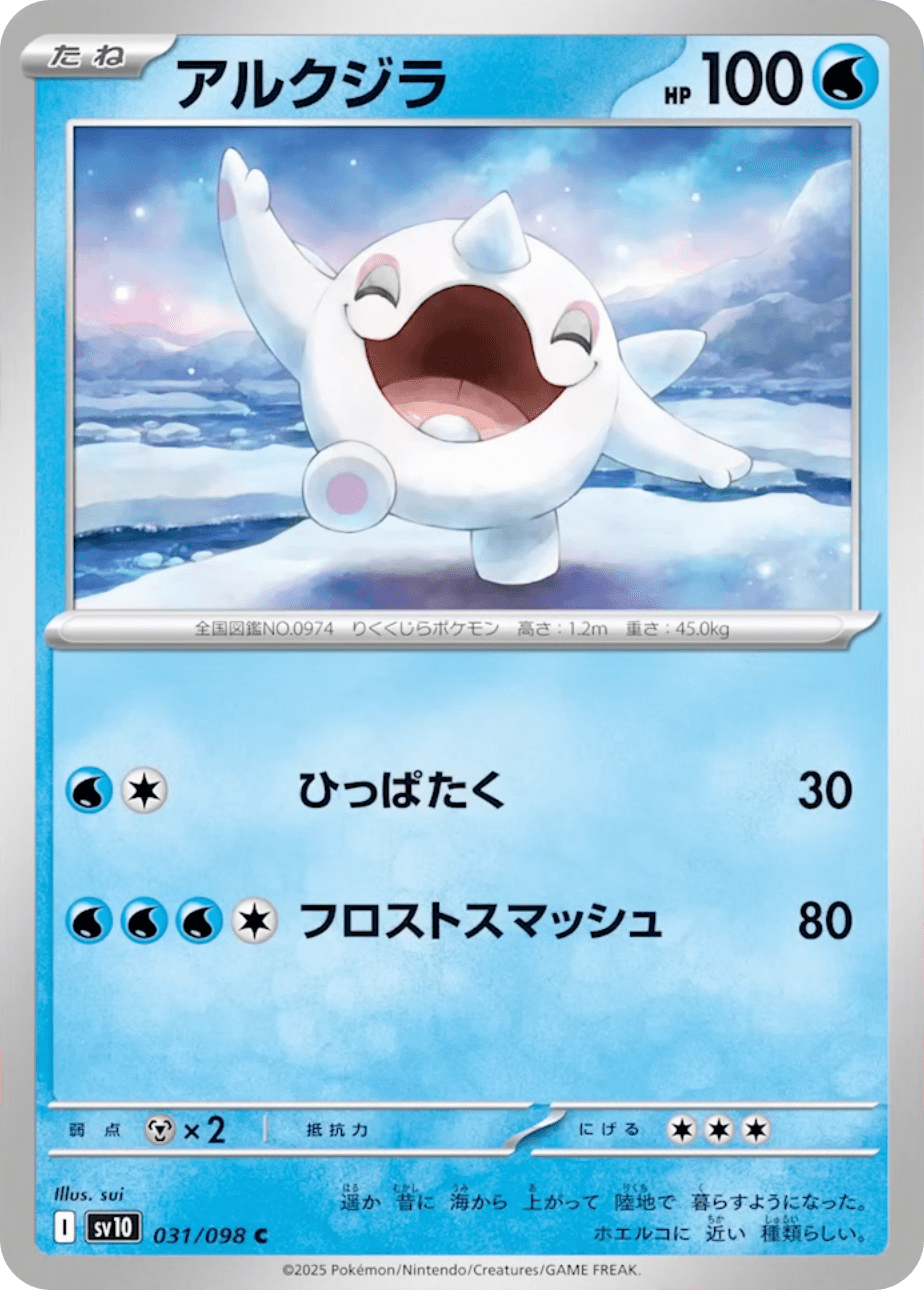 たね
アルクジラ
HP 100
全国図鑑NO.0974 りくくじらポケモン 高さ：1.2m 重さ：45.0kg
ひっぱたく 30
フロストスマッシュ 80
弱点 ×2 抵抗力 にげる
Illus. sui
遥か 昔に 海から 上がって 陸地で 暮らすようになった。
ホエルコに 近い 種類らしい。
I sv10 031/098 C
©2025 Pokémon/Nintendo/Creatures/GAME FREAK.